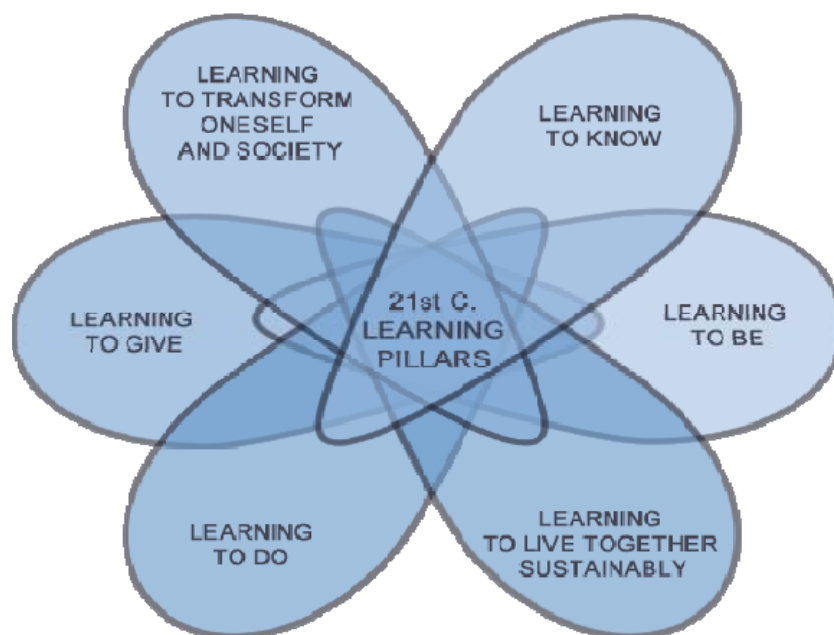 LEARNING
TO TRANSFORM
ONESELF
AND SOCIETY
LEARNING
TO KNOW
LEARNING
TO GIVE
21st C.
LEARNING
PILLARS
LEARNING
TO BE
LEARNING
TO DO
LEARNING
TO LIVE TOGETHER
SUSTAINABLY